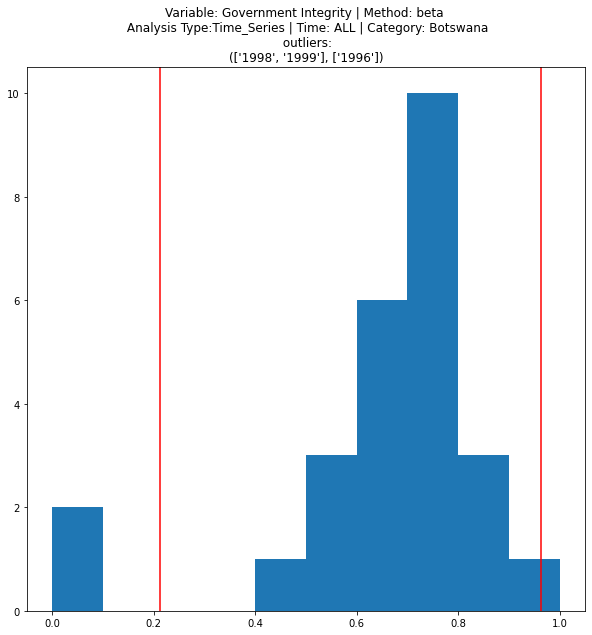 Variable: Government Integrity | Method: beta
Analysis Type:Time_Series | Time: ALL | Category: Botswana
outliers:
(['1998', '1999'], ['1996'])
10
8
6
4
2
0
0.0 0.2 0.4 0.6 0.8 1.0